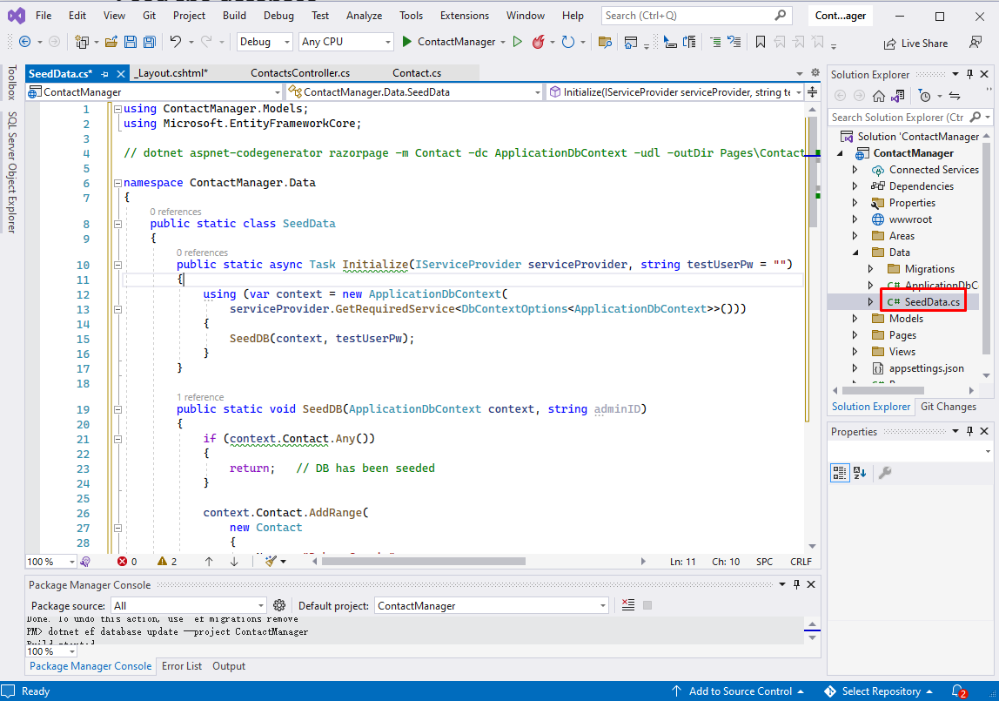 File Edit View Git Project Build Debug Test Analyze Tools Extensions Window Help Search (Ctrl+Q) Cont...ager
Debug Any CPU ContactManager Live Share
Toolbox
SQL Server Object Explorer
SeedData.cs* _Layout.cshtml* ContactsController.cs Contact.cs
ContactManager ContactManager.Data.SeedData Initialize(IServiceProvider serviceProvider, string te
1 using ContactManager.Models;
2 using Microsoft.EntityFrameworkCore;
3
4 // dotnet aspnet-codegenerator razorpage -m Contact -dc ApplicationDbContext -udl -outDir Pages\Contact
5
6 namespace ContactManager.Data
7 {
0 references
8 public static class SeedData
9 {
0 references
10 public static async Task Initialize(IServiceProvider serviceProvider, string testUserPw = "")
11 {
12 using (var context = new ApplicationDbContext(
13 serviceProvider.GetRequiredService<DbContextOptions<ApplicationDbContext>>()))
14 {
15 SeedDB(context, testUserPw);
16 }
17 }
18
1 reference
19 public static void SeedDB(ApplicationDbContext context, string adminID)
20 {
21 if (context.Contact.Any())
22 {
23 return; // DB has been seeded
24 }
25
26 context.Contact.AddRange(
27 new Contact
28 {
100 % 0 2 Ln: 11 Ch: 10 SPC CRLF
Package Manager Console
Package source: All Default project: ContactManager
Done. To undo this action, use 'ef migrations remove'
PM> dotnet ef database update --project ContactManager
Build started
100 %
Package Manager Console Error List Output
Solution Explorer
Search Solution Explorer (Ctr
Solution 'ContactManager
ContactManager
Connected Services
Dependencies
Properties
wwwroot
Areas
Data
Migrations
C# ApplicationDbC
C# SeedData.cs
Models
Pages
Views
appsettings.json
Solution Explorer Git Changes
Properties
Ready Add to Source Control Select Repository 2